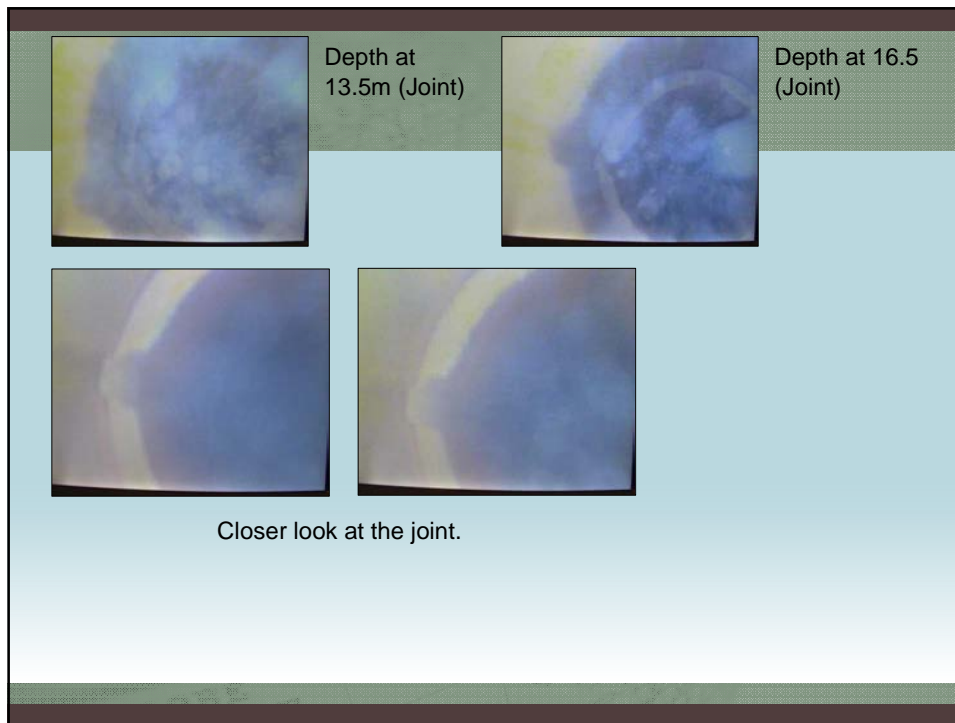 Depth at
13.5m (Joint)
Depth at 16.5
(Joint)
Closer look at the joint.